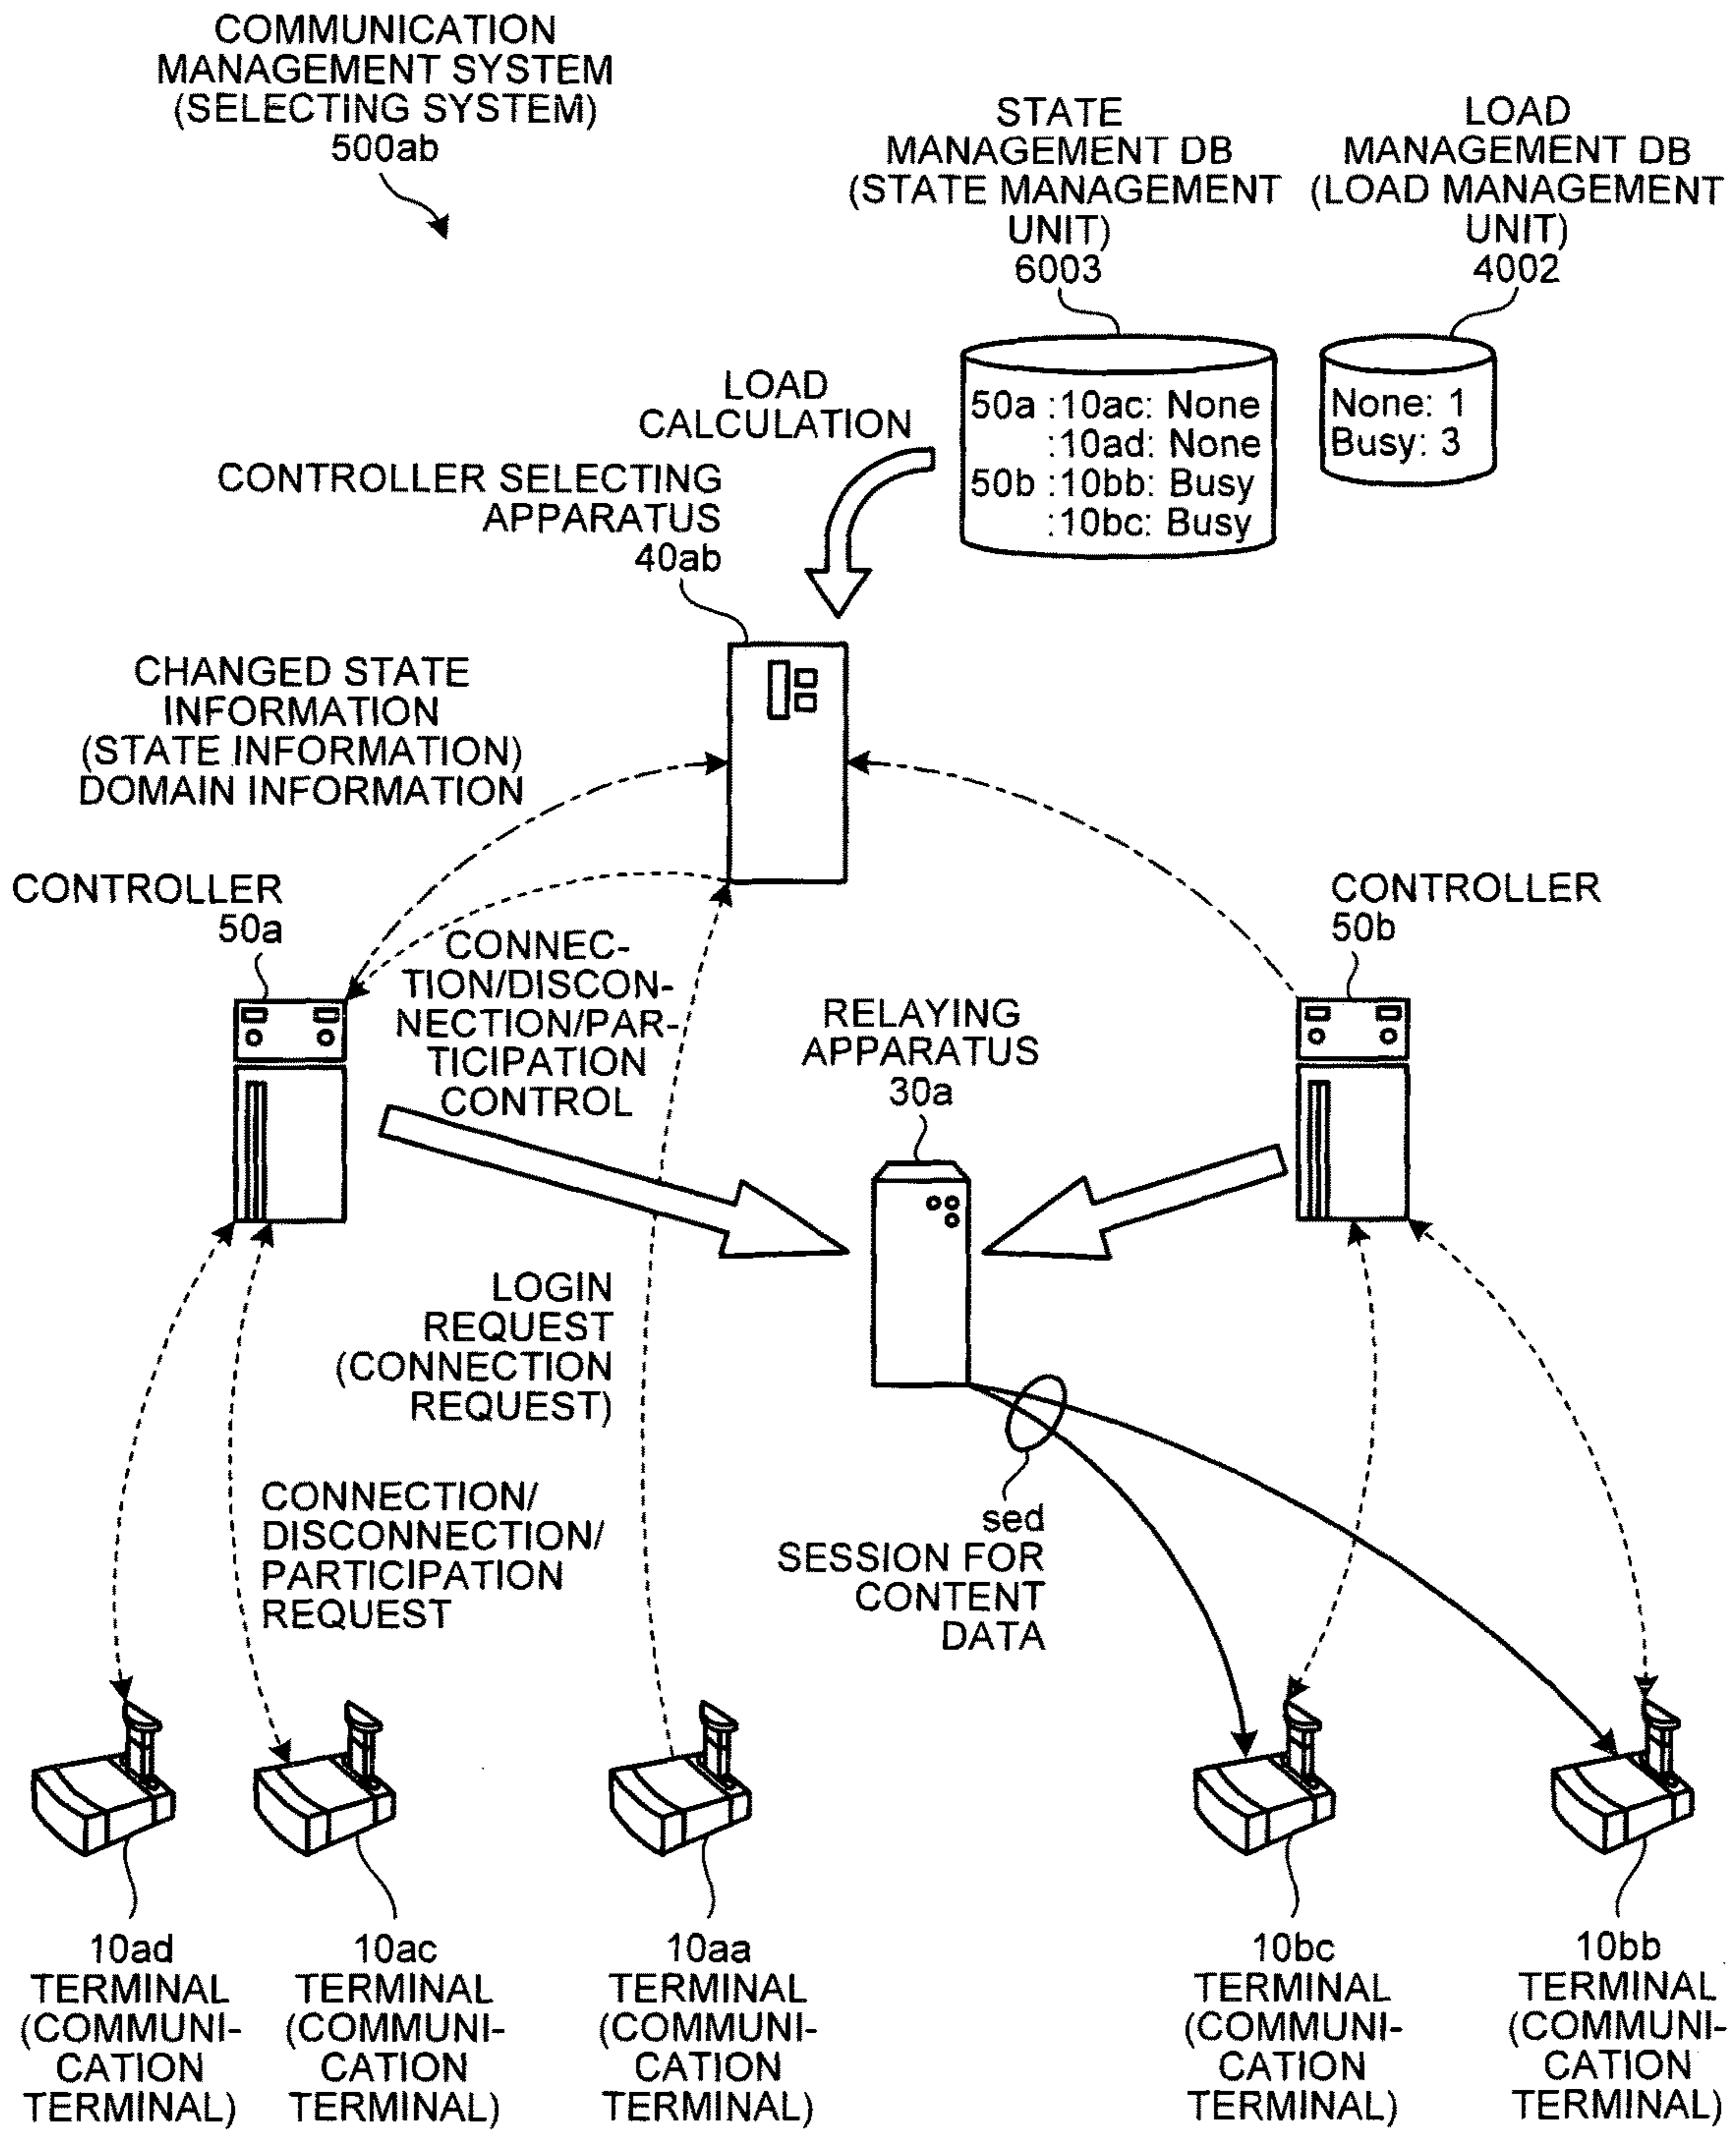 COMMUNICATION
MANAGEMENT SYSTEM
(SELECTING SYSTEM)
500ab
STATE
MANAGEMENT DB
(STATE MANAGEMENT
UNIT)
6003
LOAD
MANAGEMENT DB
(LOAD MANAGEMENT
UNIT)
4002
50a :10ac: None
:10ad: None
50b :10bb: Busy
:10bc: Busy
None: 1
Busy: 3
LOAD
CALCULATION
CONTROLLER SELECTING
APPARATUS
40ab
CHANGED STATE
INFORMATION
(STATE INFORMATION)
DOMAIN INFORMATION
CONTROLLER
50a
CONTROLLER
50b
CONNEC-
TION/DISCON-
NECTION/PAR-
TICIPATION
CONTROL
RELAYING
APPARATUS
30a
LOGIN
REQUEST
(CONNECTION
REQUEST)
CONNECTION/
DISCONNECTION/
PARTICIPATION
REQUEST
sed
SESSION FOR
CONTENT
DATA
10ad
TERMINAL
(COMMUNI-
CATION
TERMINAL)
10ac
TERMINAL
(COMMUNI-
CATION
TERMINAL)
10aa
TERMINAL
(COMMUNI-
CATION
TERMINAL)
10bc
TERMINAL
(COMMUNI-
CATION
TERMINAL)
10bb
TERMINAL
(COMMUNI-
CATION
TERMINAL)